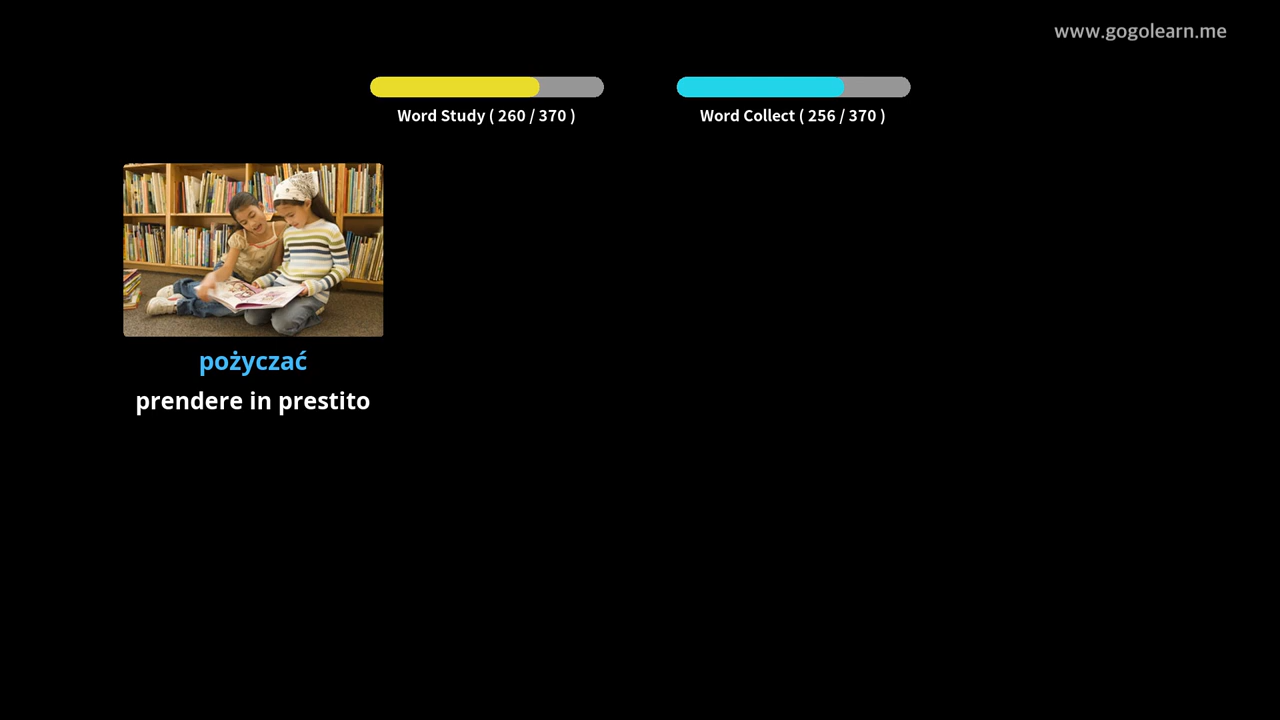 www.gogolearn.me
Word Study ( 260 / 370 )
Word Collect ( 256 / 370 )
pożyczać
prendere in prestito